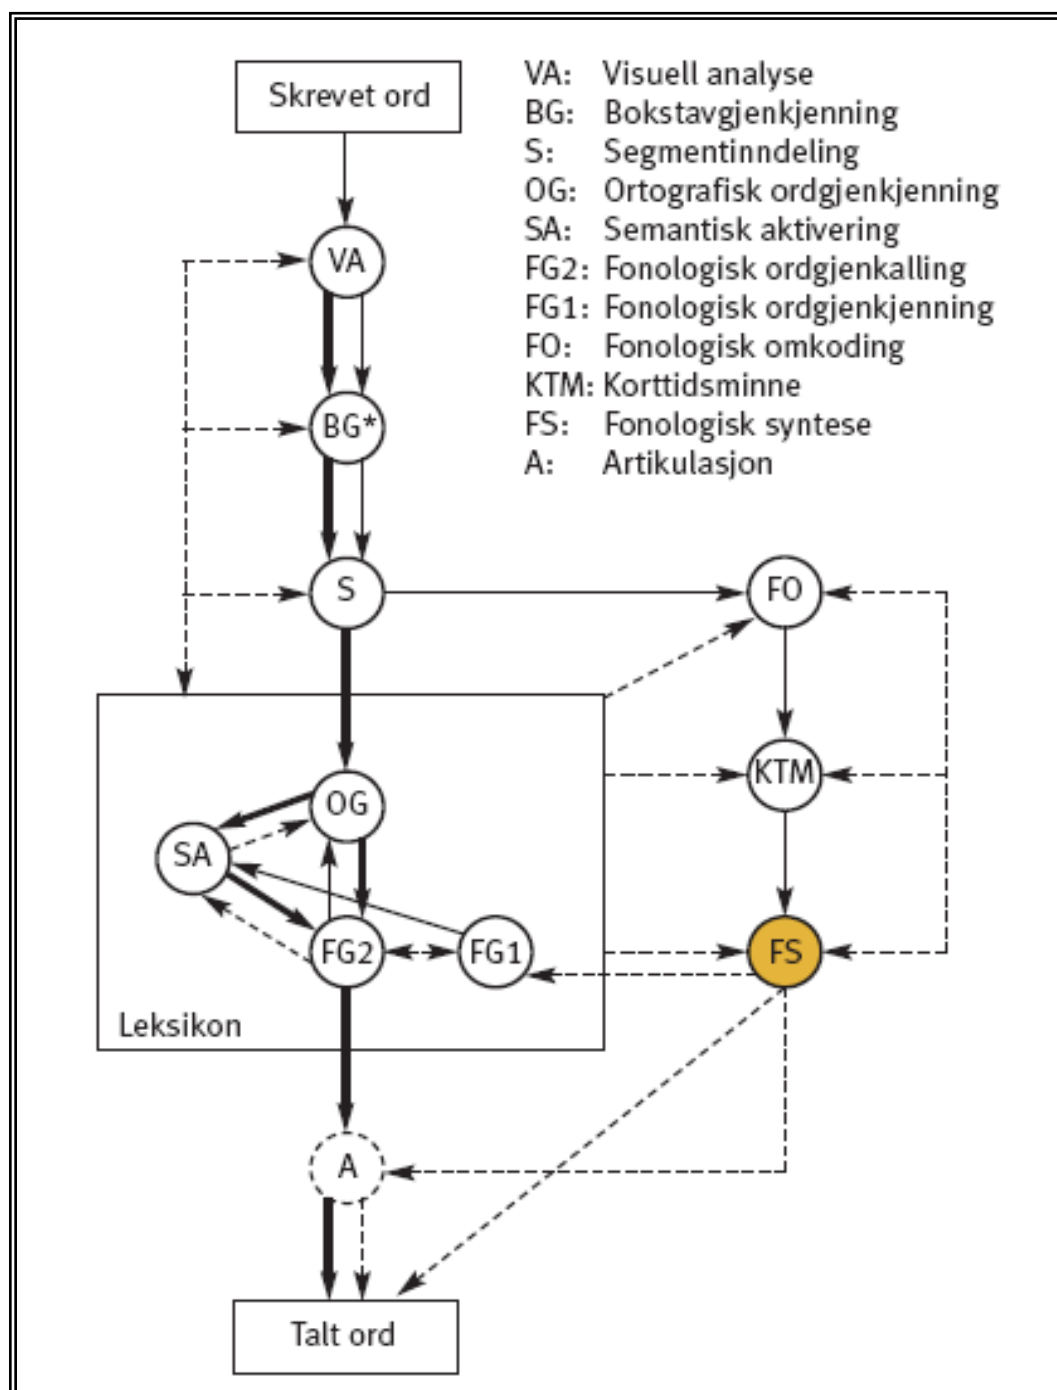 Skrevet ord
VA: Visuell analyse
BG: Bokstavgjenkjenning
S: Segmentinndeling
OG: Ortografisk ordgjenkjenning
SA: Semantisk aktivering
FG2: Fonologisk ordgjenkalling
FG1: Fonologisk ordgjenkjenning
FO: Fonologisk omkoding
KTM: Korttidsminne
FS: Fonologisk syntese
A: Artikulasjon
VA
BG*
S
FO
KTM
OG
SA
FG2
FG1
FS
Leksikon
A
Talt ord